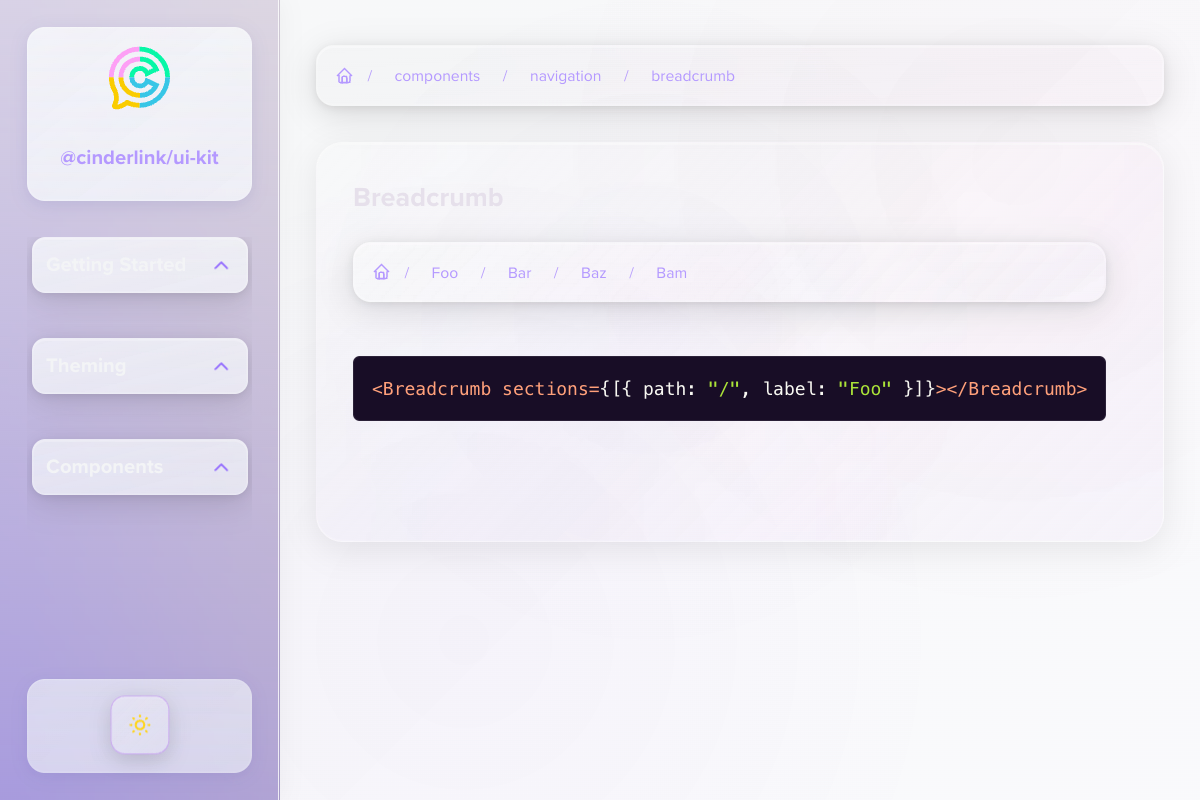 @cinderlink/ui-kit
Getting Started
Theming
Components
/ components / navigation / breadcrumb
Breadcrumb
/ Foo / Bar / Baz / Bam
<Breadcrumb sections={[{ path: "/", label: "Foo" }]}></Breadcrumb>